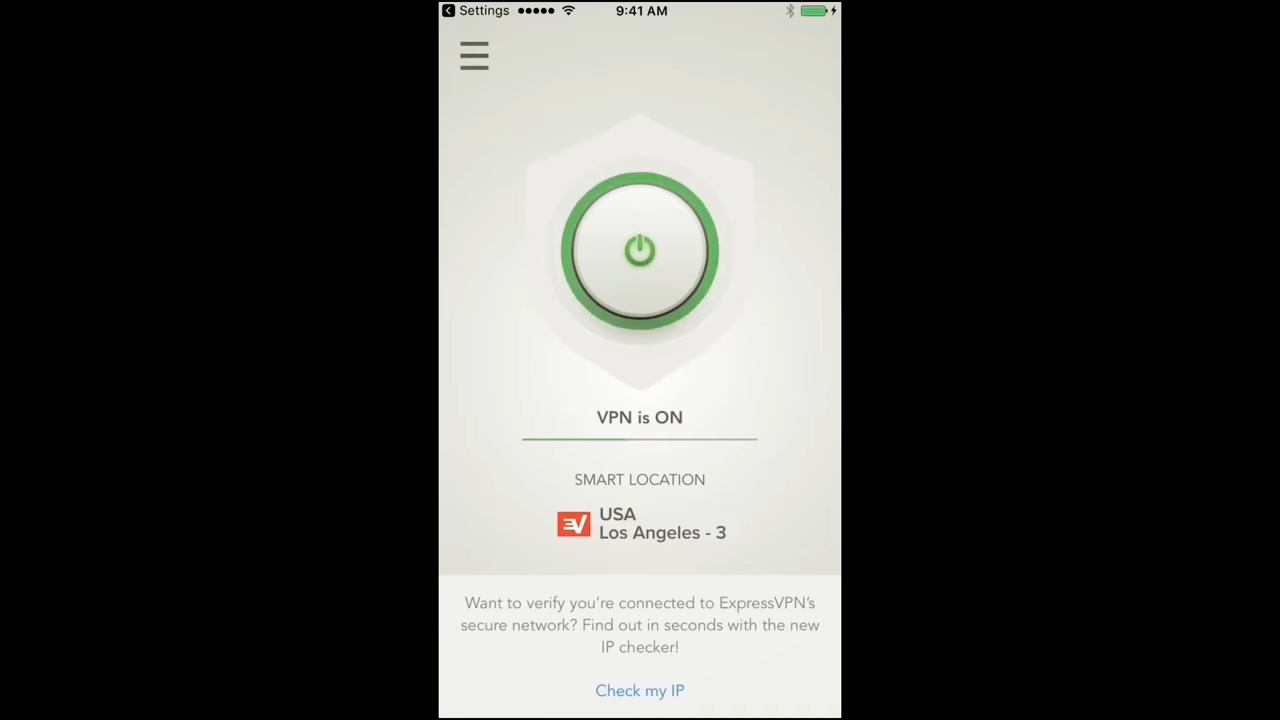 Settings 9:41 AM
VPN is ON
SMART LOCATION
USA
Los Angeles - 3
Want to verify you’re connected to ExpressVPN’s
secure network? Find out in seconds with the new
IP checker!
Check my IP